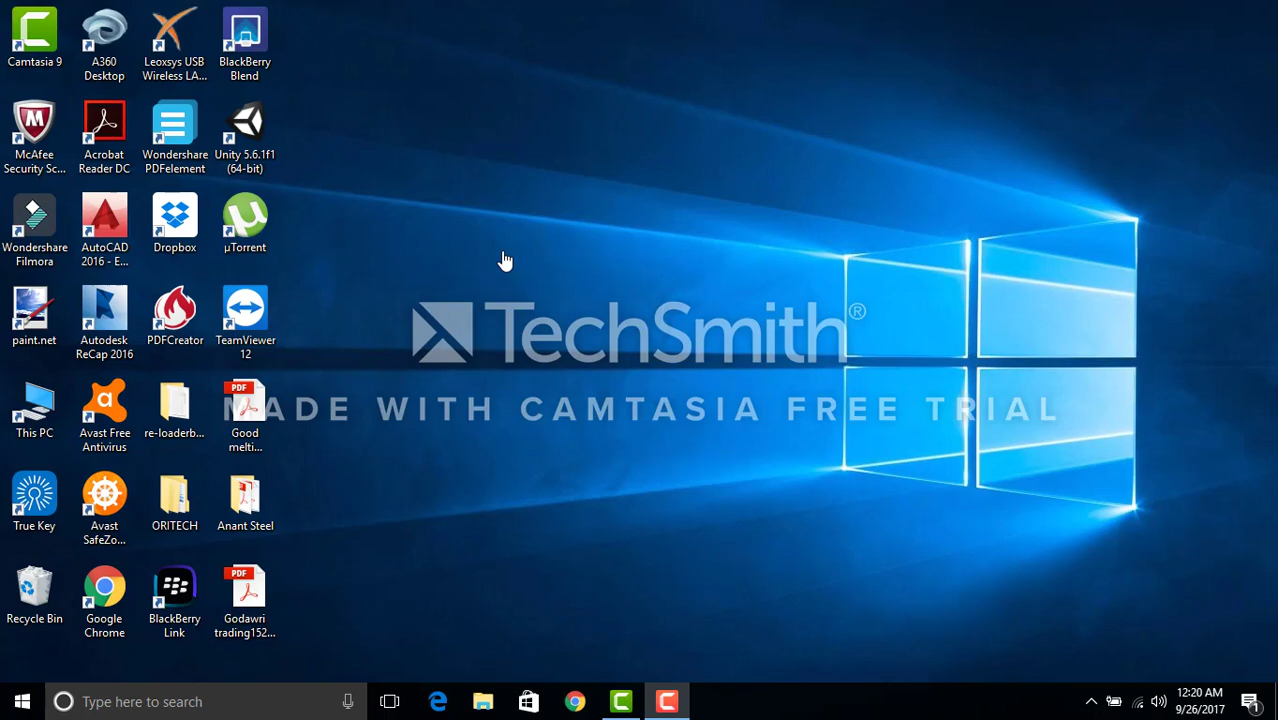 Camtasia 9
A360
Desktop
Leoxsys USB
Wireless LA...
BlackBerry
Blend
McAfee
Security Sc...
Acrobat
Reader DC
Wondershare
PDFelement
Unity 5.6.1f1
(64-bit)
Wondershare
Filmora
AutoCAD
2016 - E...
Dropbox
µTorrent
paint.net
Autodesk
ReCap 2016
PDFCreator
TeamViewer
12
TechSmith®
MADE WITH CAMTASIA FREE TRIAL
This PC
Avast Free
Antivirus
re-loaderb...
PDF
Good
melti...
True Key
Avast
SafeZo...
ORITECH
Anant Steel
Recycle Bin
Google
Chrome
BlackBerry
Link
PDF
Godawri
trading152...
Type here to search
12:20 AM
9/26/2017
1